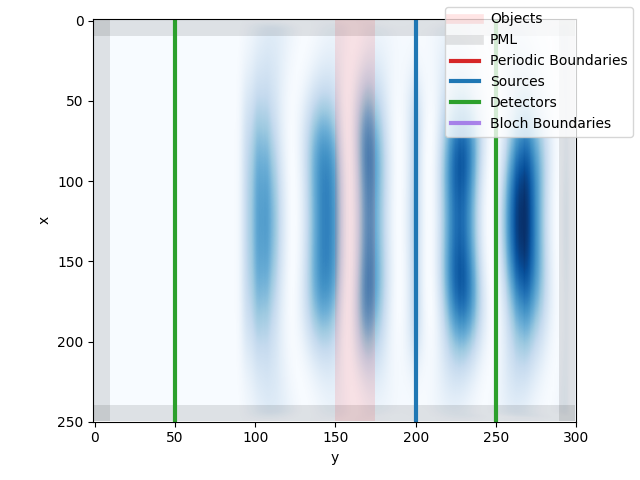 Objects
PML
Periodic Boundaries
Sources
Detectors
Bloch Boundaries
0
50
100
150
200
250
x
0 50 100 150 200 250 300
y